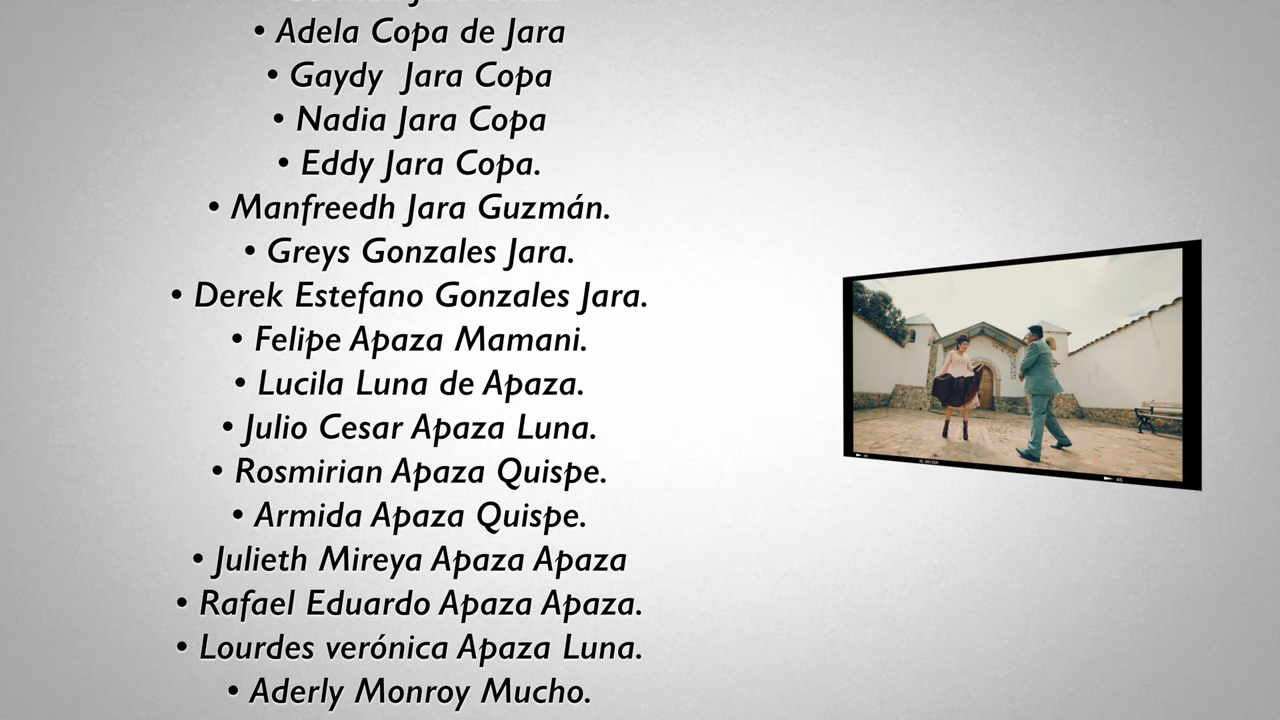 • Adela Copa de Jara
• Gaydy  Jara Copa
• Nadia Jara Copa
• Eddy Jara Copa.
• Manfreedh Jara Guzmán.
• Greys Gonzales Jara.
• Derek Estefano Gonzales Jara.
• Felipe Apaza Mamani.
• Lucila Luna de Apaza.
• Julio Cesar Apaza Luna.
• Rosmirian Apaza Quispe.
• Armida Apaza Quispe.
• Julieth Mireya Apaza Apaza
• Rafael Eduardo Apaza Apaza.
• Lourdes verónica Apaza Luna.
• Aderly Monroy Mucho.